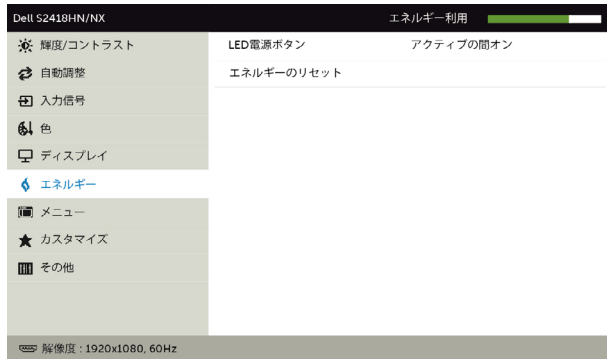 Dell S2418HN/NX エネルギー利用
輝度/コントラスト LED電源ボタン アクティブの間オン
自動調整 エネルギーのリセット
入力信号
色
ディスプレイ
エネルギー
メニュー
カスタマイズ
その他
解像度 : 1920x1080, 60Hz